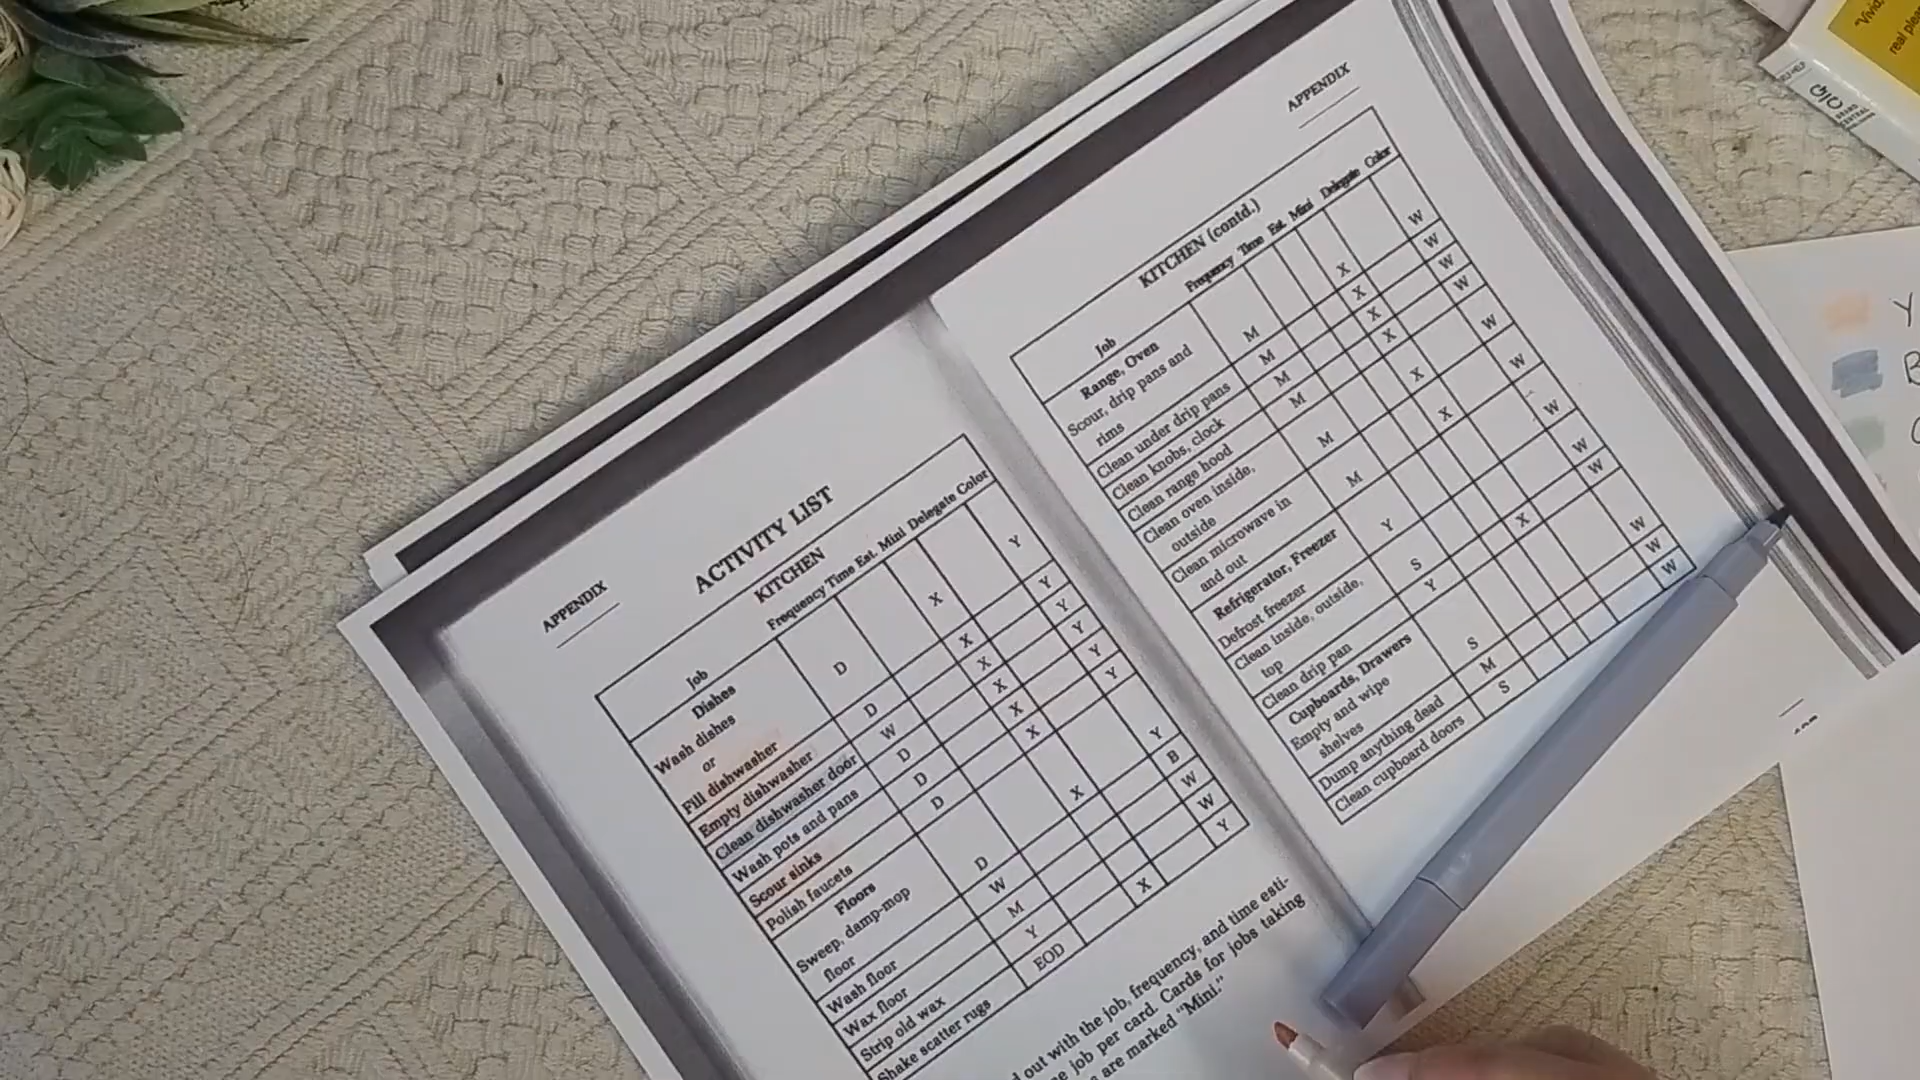 APPENDIX
ACTIVITY LIST
KITCHEN
Job Frequency Time Est. Mini Delegate Color
Dishes
Wash dishes D X Y
or
Fill dishwasher D X Y
Empty dishwasher W X Y
Clean dishwasher door D X Y
Wash pots and pans D X Y
Scour sinks D X Y
Polish faucets
Floors
Sweep, damp-mop
floor D X Y
Wash floor W B
Wax floor M W
Strip old wax Y W
Shake scatter rugs EOD X Y
out with the job, frequency, and time esti-
job per card. Cards for jobs taking
are marked "Mini."
APPENDIX
KITCHEN (contd.)
Job Frequency Time Est. Mini Delegate Color
Range, Oven
Scour, drip pans and
rims M X W
Clean under drip pans M X W
Clean knobs, clock M X W
Clean range hood M X W
Clean oven inside,
outside M X W
Clean microwave in
and out M X W
Refrigerator, Freezer
Defrost freezer Y W
Clean inside, outside,
top S W
Clean drip pan Y X W
Cupboards, Drawers
Empty and wipe
shelves S W
Dump anything dead M W
Clean cupboard doors S W
"Vivid,
real
SELF-HELP
GRAND
CENTRAL
Y
B